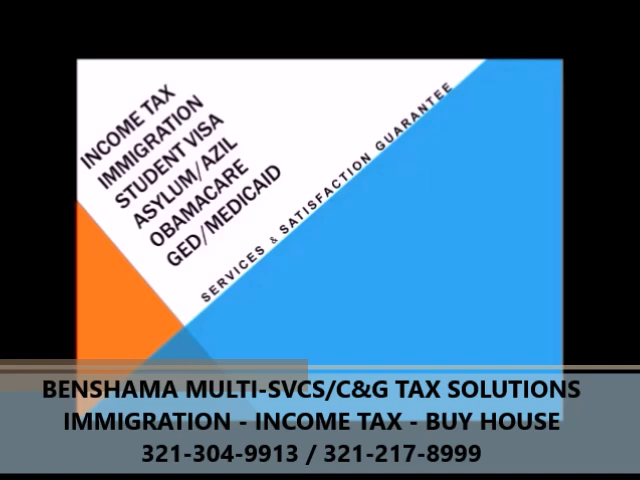 INCOME TAX
IMMIGRATION
STUDENT VISA
ASYLUM/AZIL
OBAMACARE
GED/MEDICAID
SERVICES & SATISFACTION GUARANTEE
BENSHAMA MULTI-SVCS/C&G TAX SOLUTIONS
IMMIGRATION - INCOME TAX - BUY HOUSE
321-304-9913 / 321-217-8999